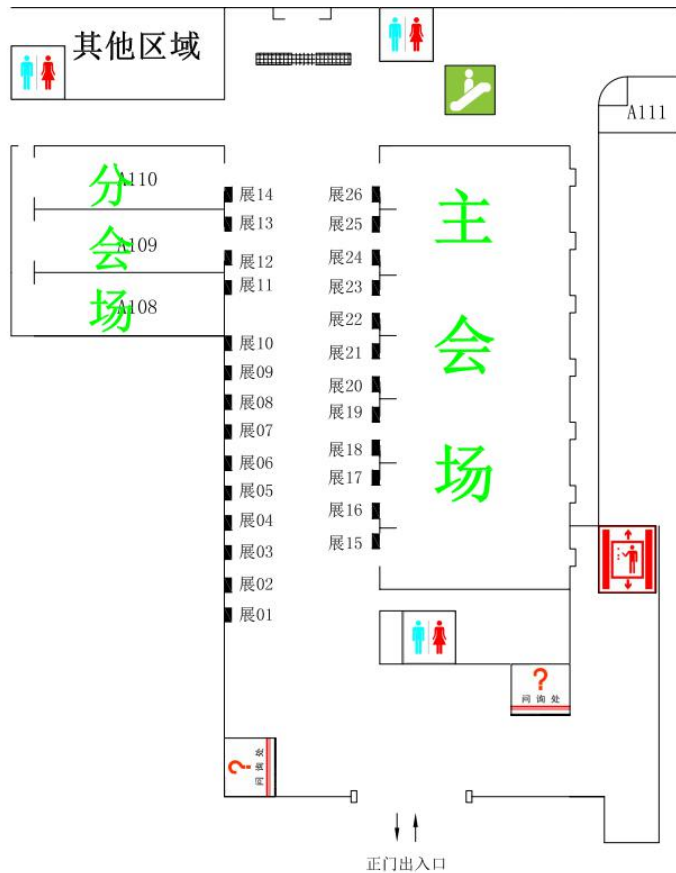 其他区域
A111
A110
A109
A108
分会场
主会场
展14
展13
展12
展11
展10
展09
展08
展07
展06
展05
展04
展03
展02
展01
展26
展25
展24
展23
展22
展21
展20
展19
展18
展17
展16
展15
?
问询处
?
问询处
正门出入口